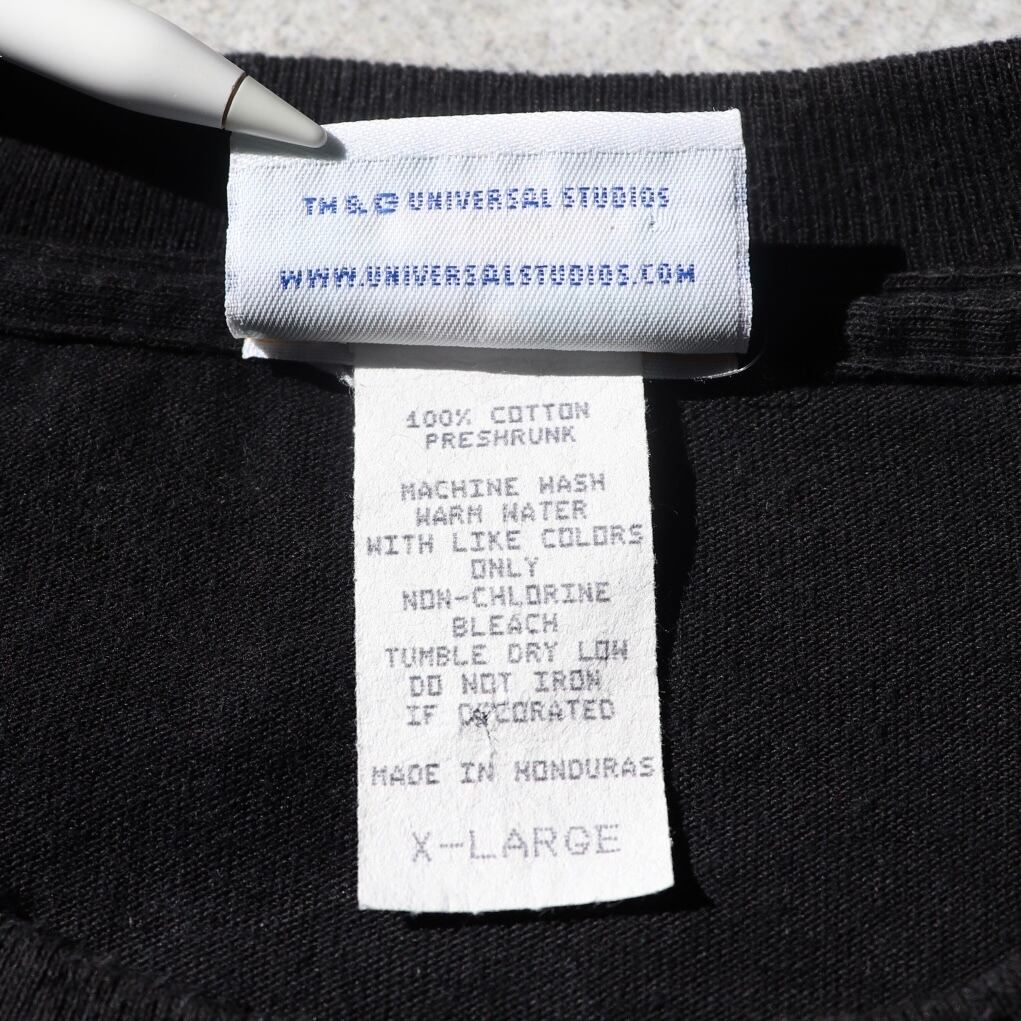 TM & © UNIVERSAL STUDIOS
WWW.UNIVERSALSTUDIOS.COM
100% COTTON
PRESHRUNK
MACHINE WASH
WARM WATER
WITH LIKE COLORS
ONLY
NON-CHLORINE
BLEACH
TUMBLE DRY LOW
DO NOT IRON
IF DECORATED
MADE IN HONDURAS
X-LARGE